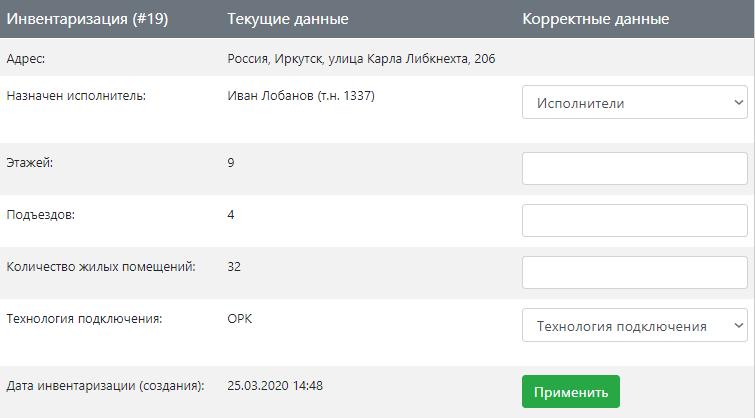 Инвентаризация (#19) Текущие данные Корректные данные
Адрес: Россия, Иркутск, улица Карла Либкнехта, 206
Назначен исполнитель: Иван Лобанов (т.н. 1337) Исполнители
Этажей: 9
Подъездов: 4
Количество жилых помещений: 32
Технология подключения: ОРК Технология подключения
Дата инвентаризации (создания): 25.03.2020 14:48 Применить